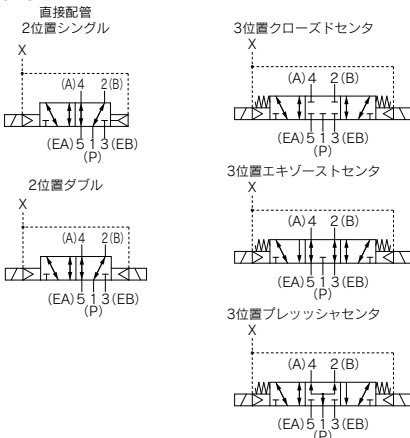 直接配管
2位置シングル
X
(A)4 2(B)
(EA)5 1 3(EB)
(P)
2位置ダブル
X
(A)4 2(B)
(EA)5 1 3(EB)
(P)
3位置クローズドセンタ
X
(A)4 2(B)
(EA)5 1 3(EB)
(P)
3位置エキゾーストセンタ
X
(A)4 2(B)
(EA)5 1 3(EB)
(P)
3位置プレッッシャセンタ
X
(A)4 2(B)
(EA)5 1 3(EB)
(P)